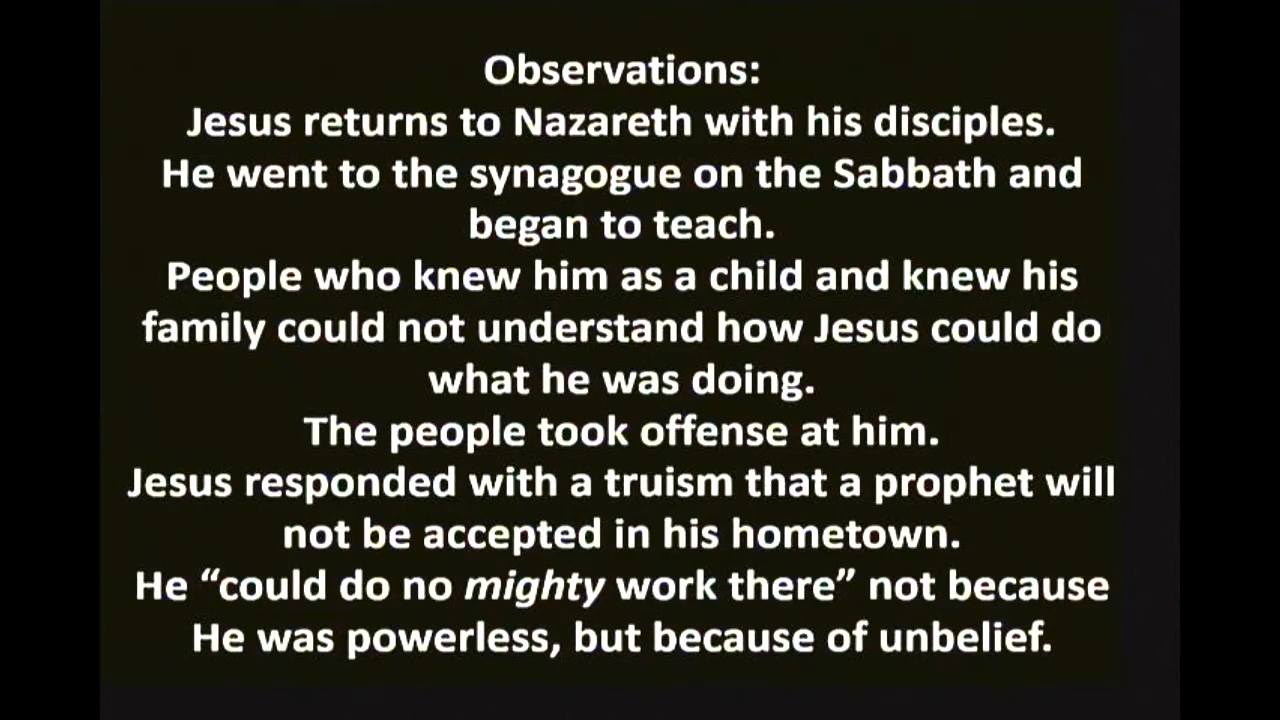 Observations:
Jesus returns to Nazareth with his disciples.
He went to the synagogue on the Sabbath and
began to teach.
People who knew him as a child and knew his
family could not understand how Jesus could do
what he was doing.
The people took offense at him.
Jesus responded with a truism that a prophet will
not be accepted in his hometown.
He “could do no mighty work there” not because
He was powerless, but because of unbelief.